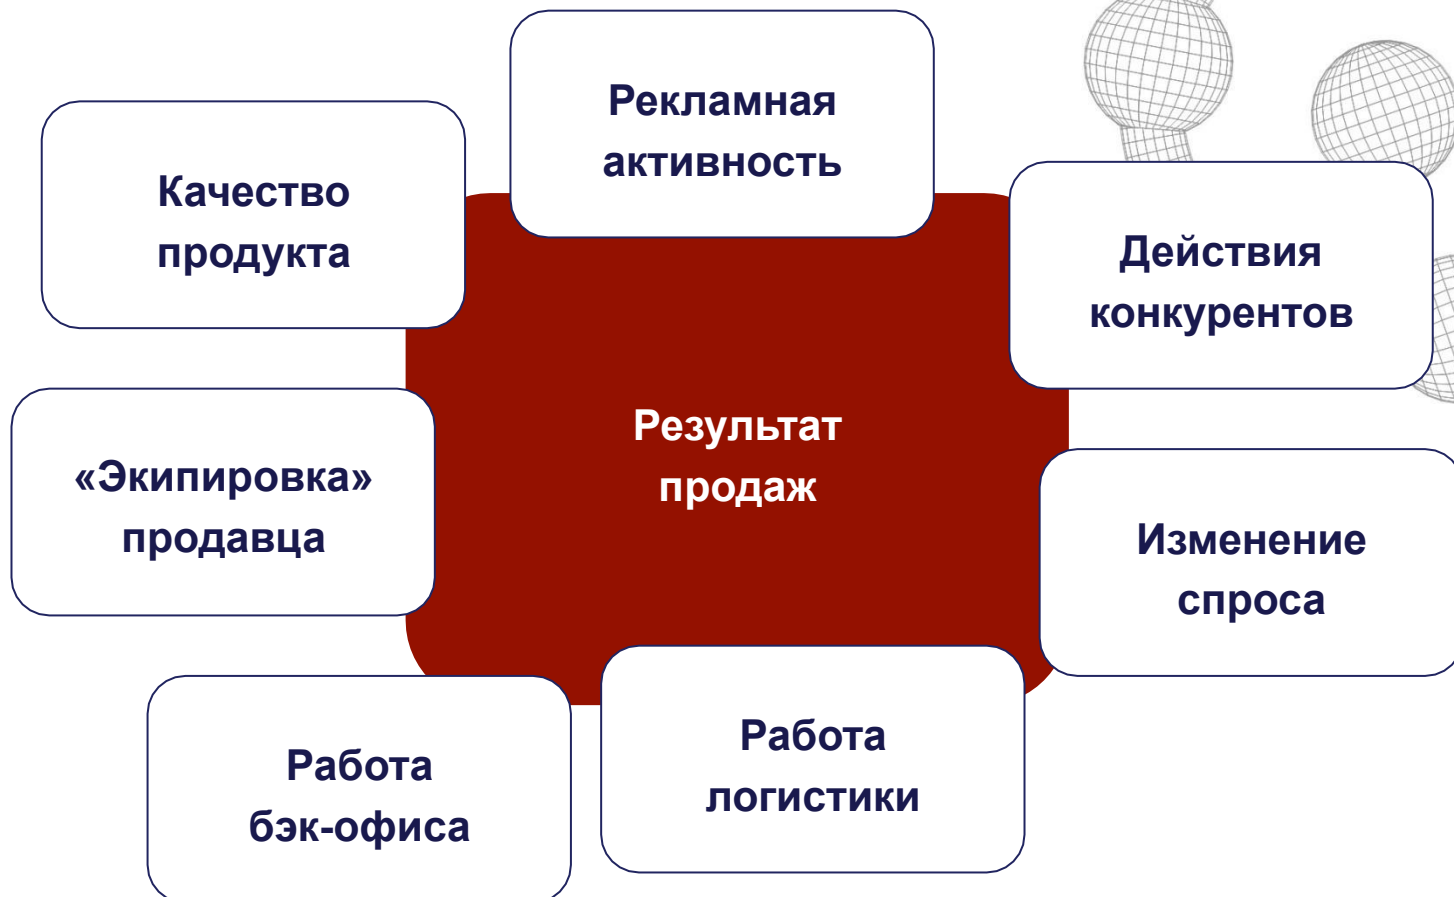 Рекламная
активность
Качество
продукта
Действия
конкурентов
Результат
продаж
«Экипировка»
продавца
Изменение
спроса
Работа
логистики
Работа
бэк-офиса